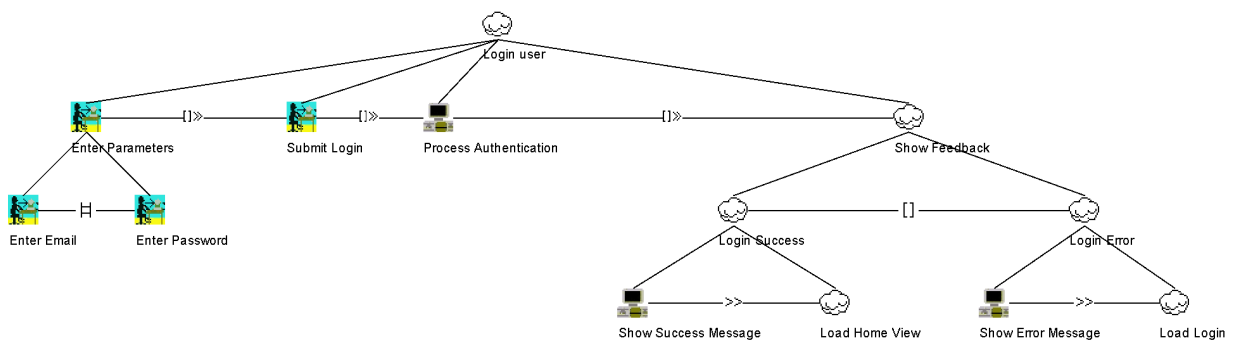 Login user
[]>> []>> []>>
Enter Parameters Submit Login Process Authentication Show Feedback
|=| []
Enter Email Enter Password Login Success Login Error
>> >>
Show Success Message Load Home View Show Error Message Load Login